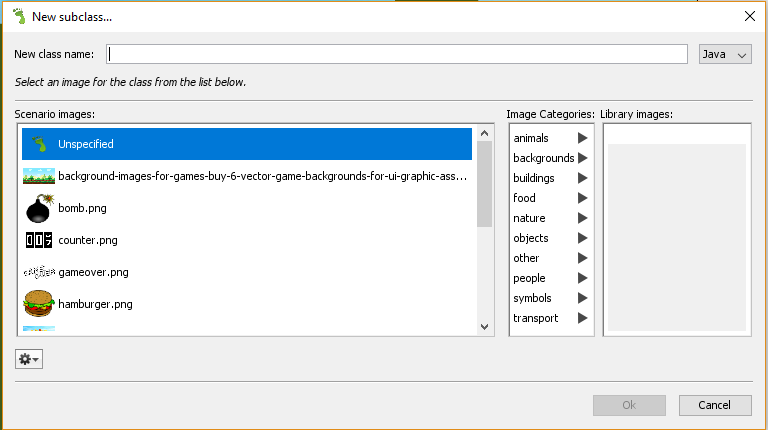 New subclass...
New class name:
Java
Select an image for the class from the list below.
Scenario images:
Image Categories:
Library images:
Unspecified
background-images-for-games-buy-6-vector-game-backgrounds-for-ui-graphic-ass...
bomb.png
counter.png
gameover.png
hamburger.png
animals
backgrounds
buildings
food
nature
objects
other
people
symbols
transport
Ok
Cancel